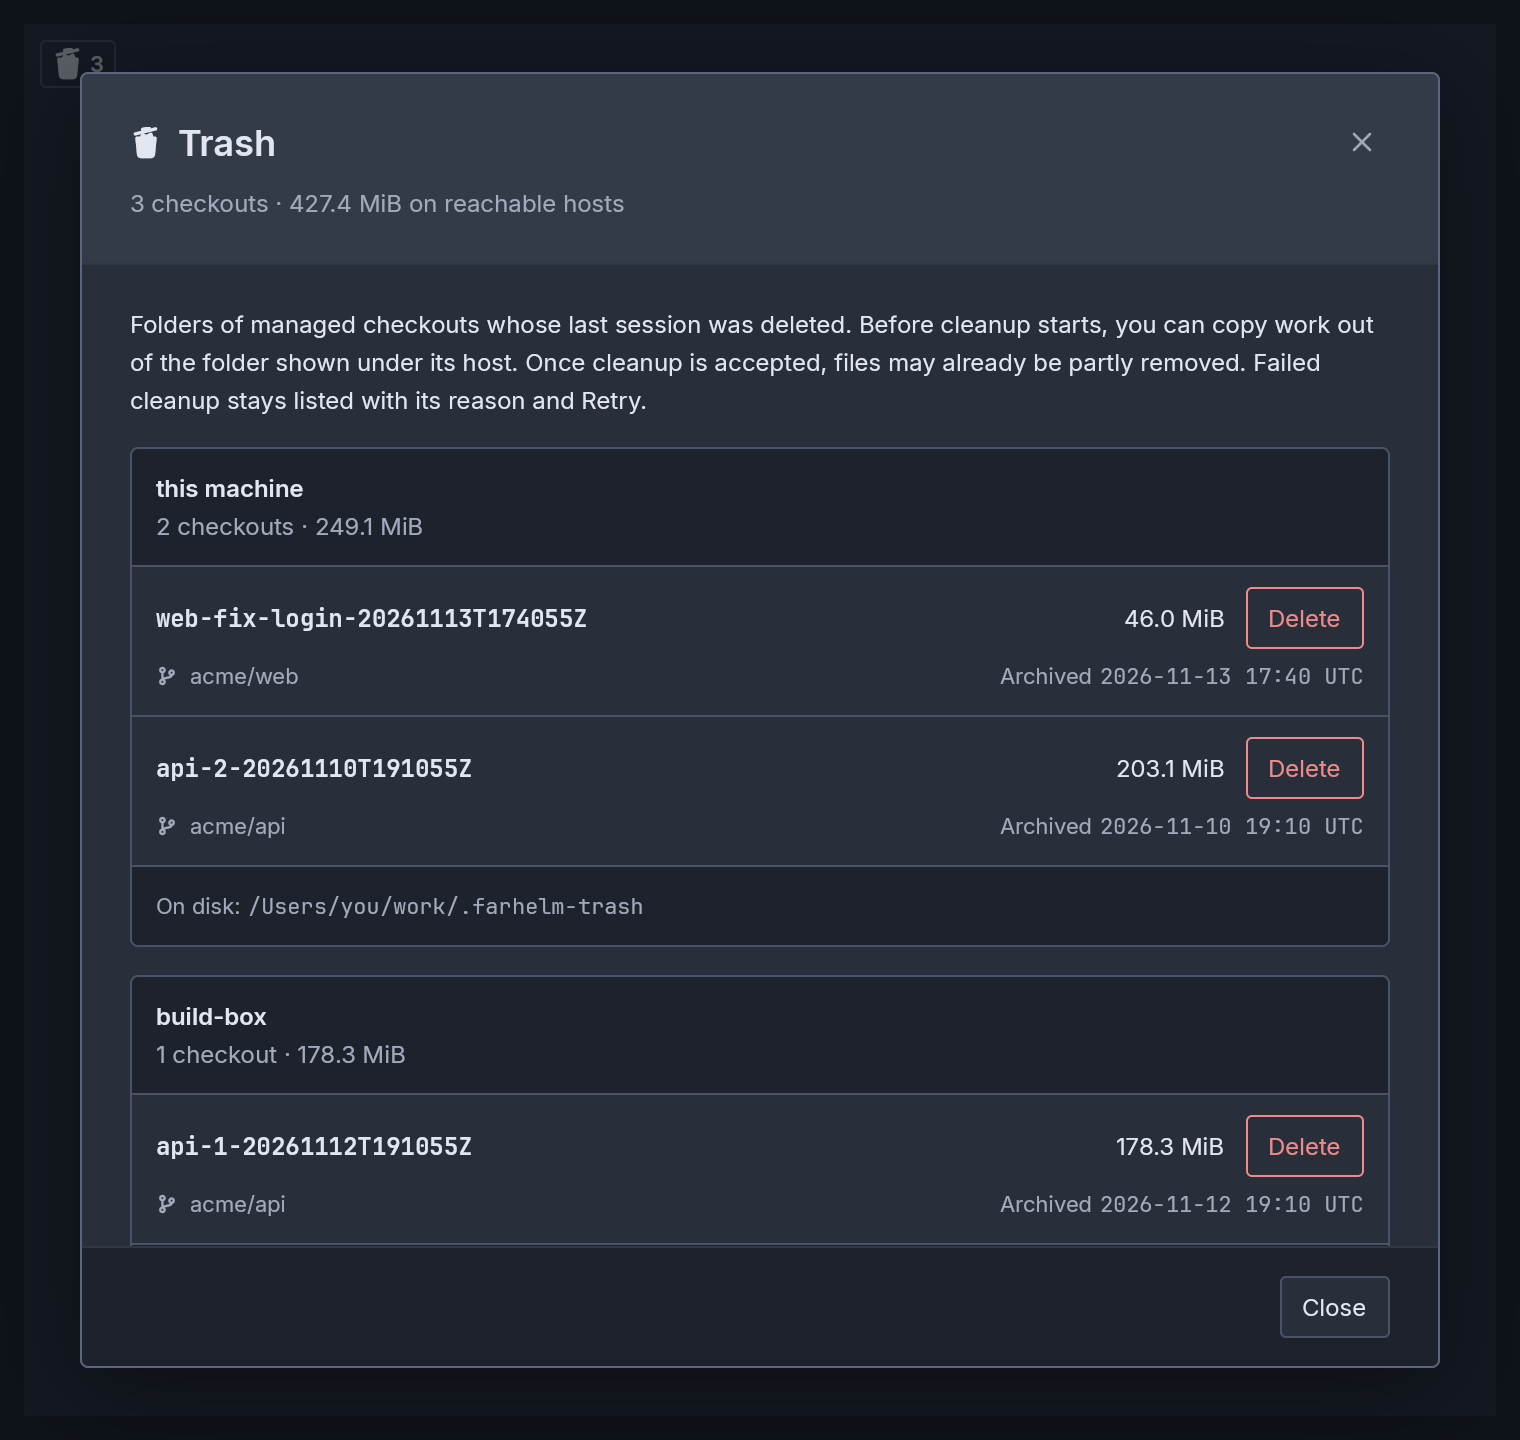 3
Trash
3 checkouts · 427.4 MiB on reachable hosts
Folders of managed checkouts whose last session was deleted. Before cleanup starts, you can copy work out
of the folder shown under its host. Once cleanup is accepted, files may already be partly removed. Failed
cleanup stays listed with its reason and Retry.
this machine
2 checkouts · 249.1 MiB
web-fix-login-20261113T174055Z 46.0 MiB Delete
acme/web Archived 2026-11-13 17:40 UTC
api-2-20261110T191055Z 203.1 MiB Delete
acme/api Archived 2026-11-10 19:10 UTC
On disk: /Users/you/work/.farhelm-trash
build-box
1 checkout · 178.3 MiB
api-1-20261112T191055Z 178.3 MiB Delete
acme/api Archived 2026-11-12 19:10 UTC
Close